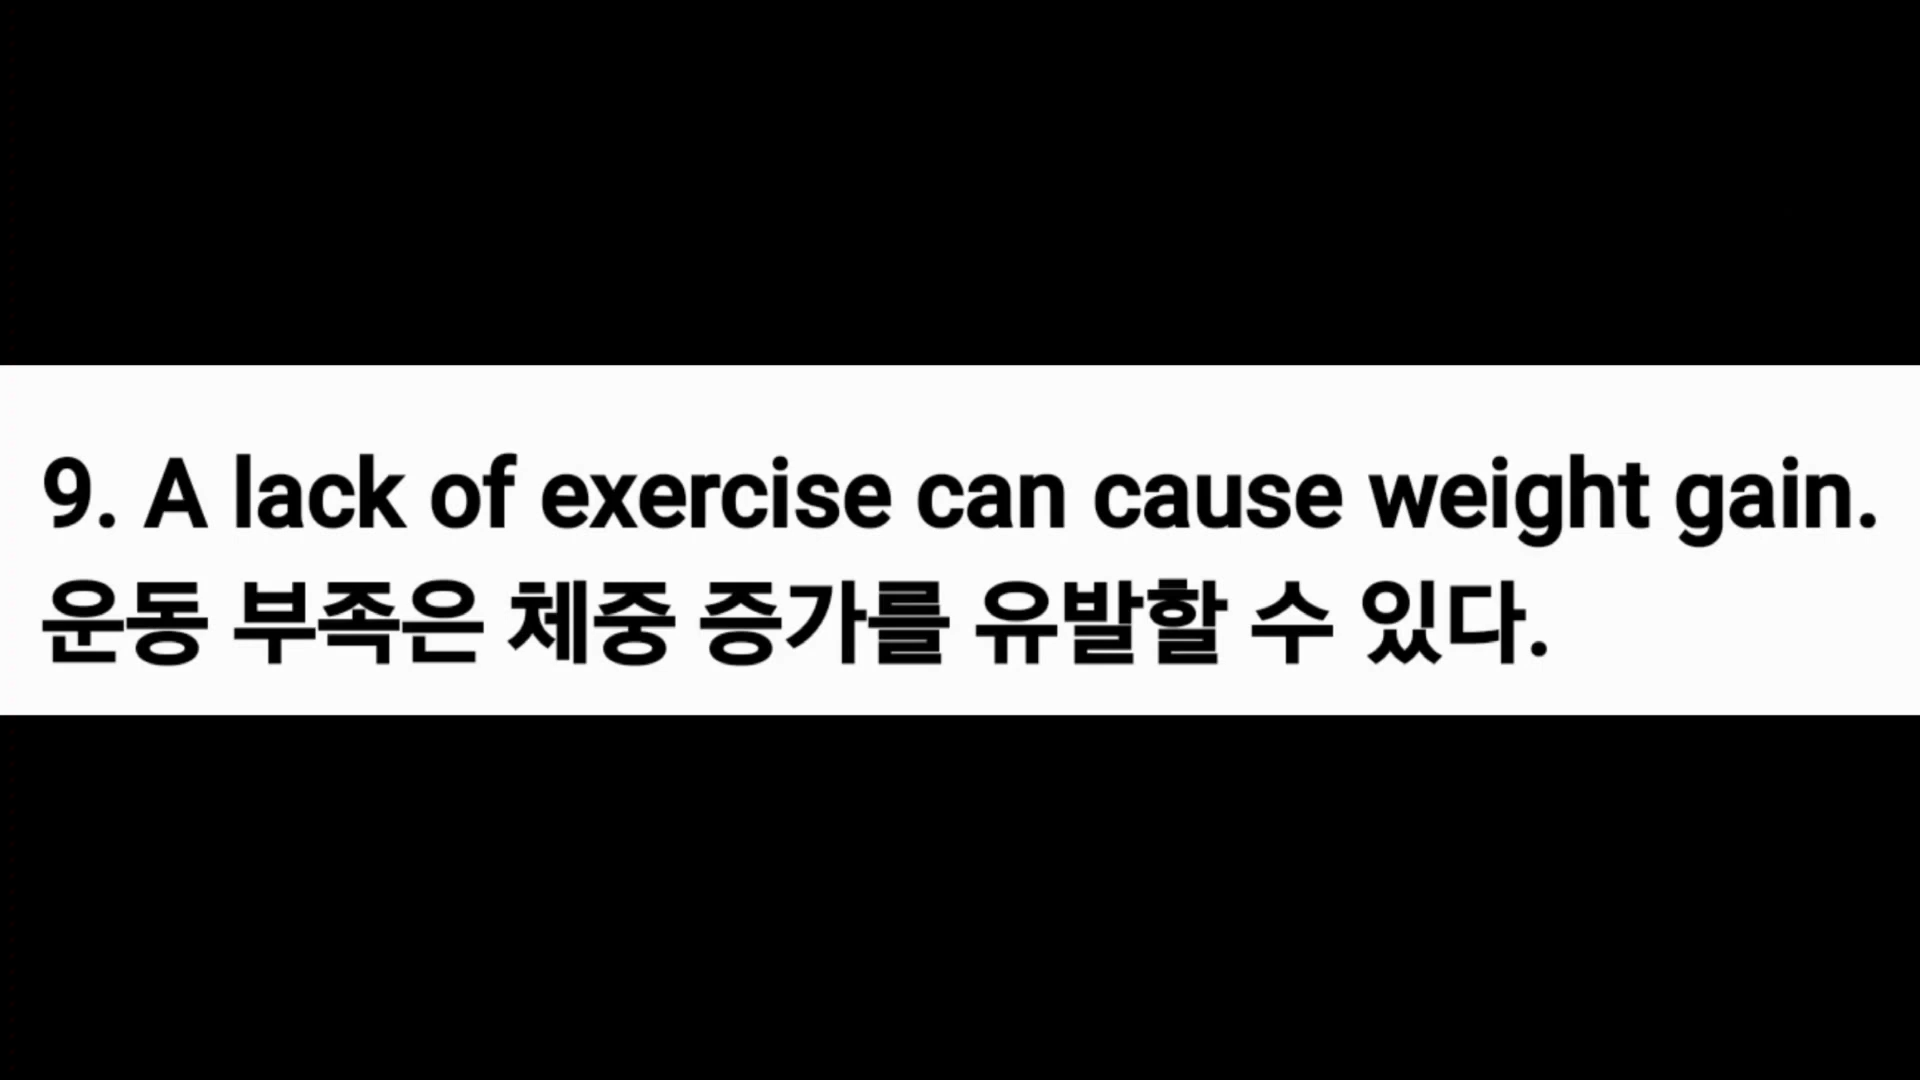 9. A lack of exercise can cause weight gain.
운동 부족은 체중 증가를 유발할 수 있다.